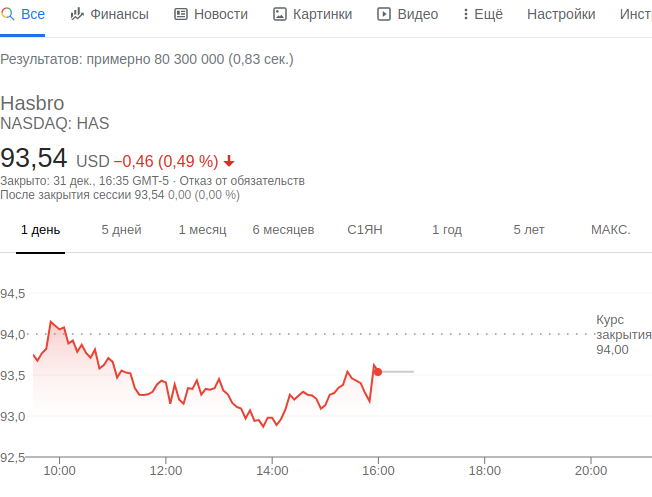 Все Финансы Новости Картинки Видео Ещё Настройки Инст
Результатов: примерно 80 300 000 (0,83 сек.)
Hasbro
NASDAQ: HAS
93,54 USD −0,46 (0,49 %)
Закрыто: 31 дек., 16:35 GMT-5 · Отказ от обязательств
После закрытия сессии 93,54 0,00 (0,00 %)
1 день 5 дней 1 месяц 6 месяцев С1ЯН 1 год 5 лет МАКС.
94,5
94,0
93,5
93,0
92,5
Курс
закрытия
94,00
10:00 12:00 14:00 16:00 18:00 20:00